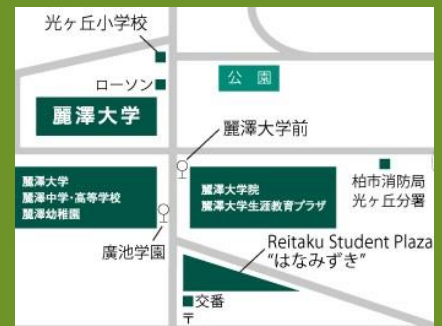 光ヶ丘小学校
ローソン
公園
麗澤大学
麗澤大学前
麗澤大学
麗澤中学・高等学校
麗澤幼稚園
麗澤大学院
麗澤大学生涯教育プラザ
柏市消防局
光ヶ丘分署
廣池学園
Reitaku Student Plaza
“はなみずき”
交番
〒